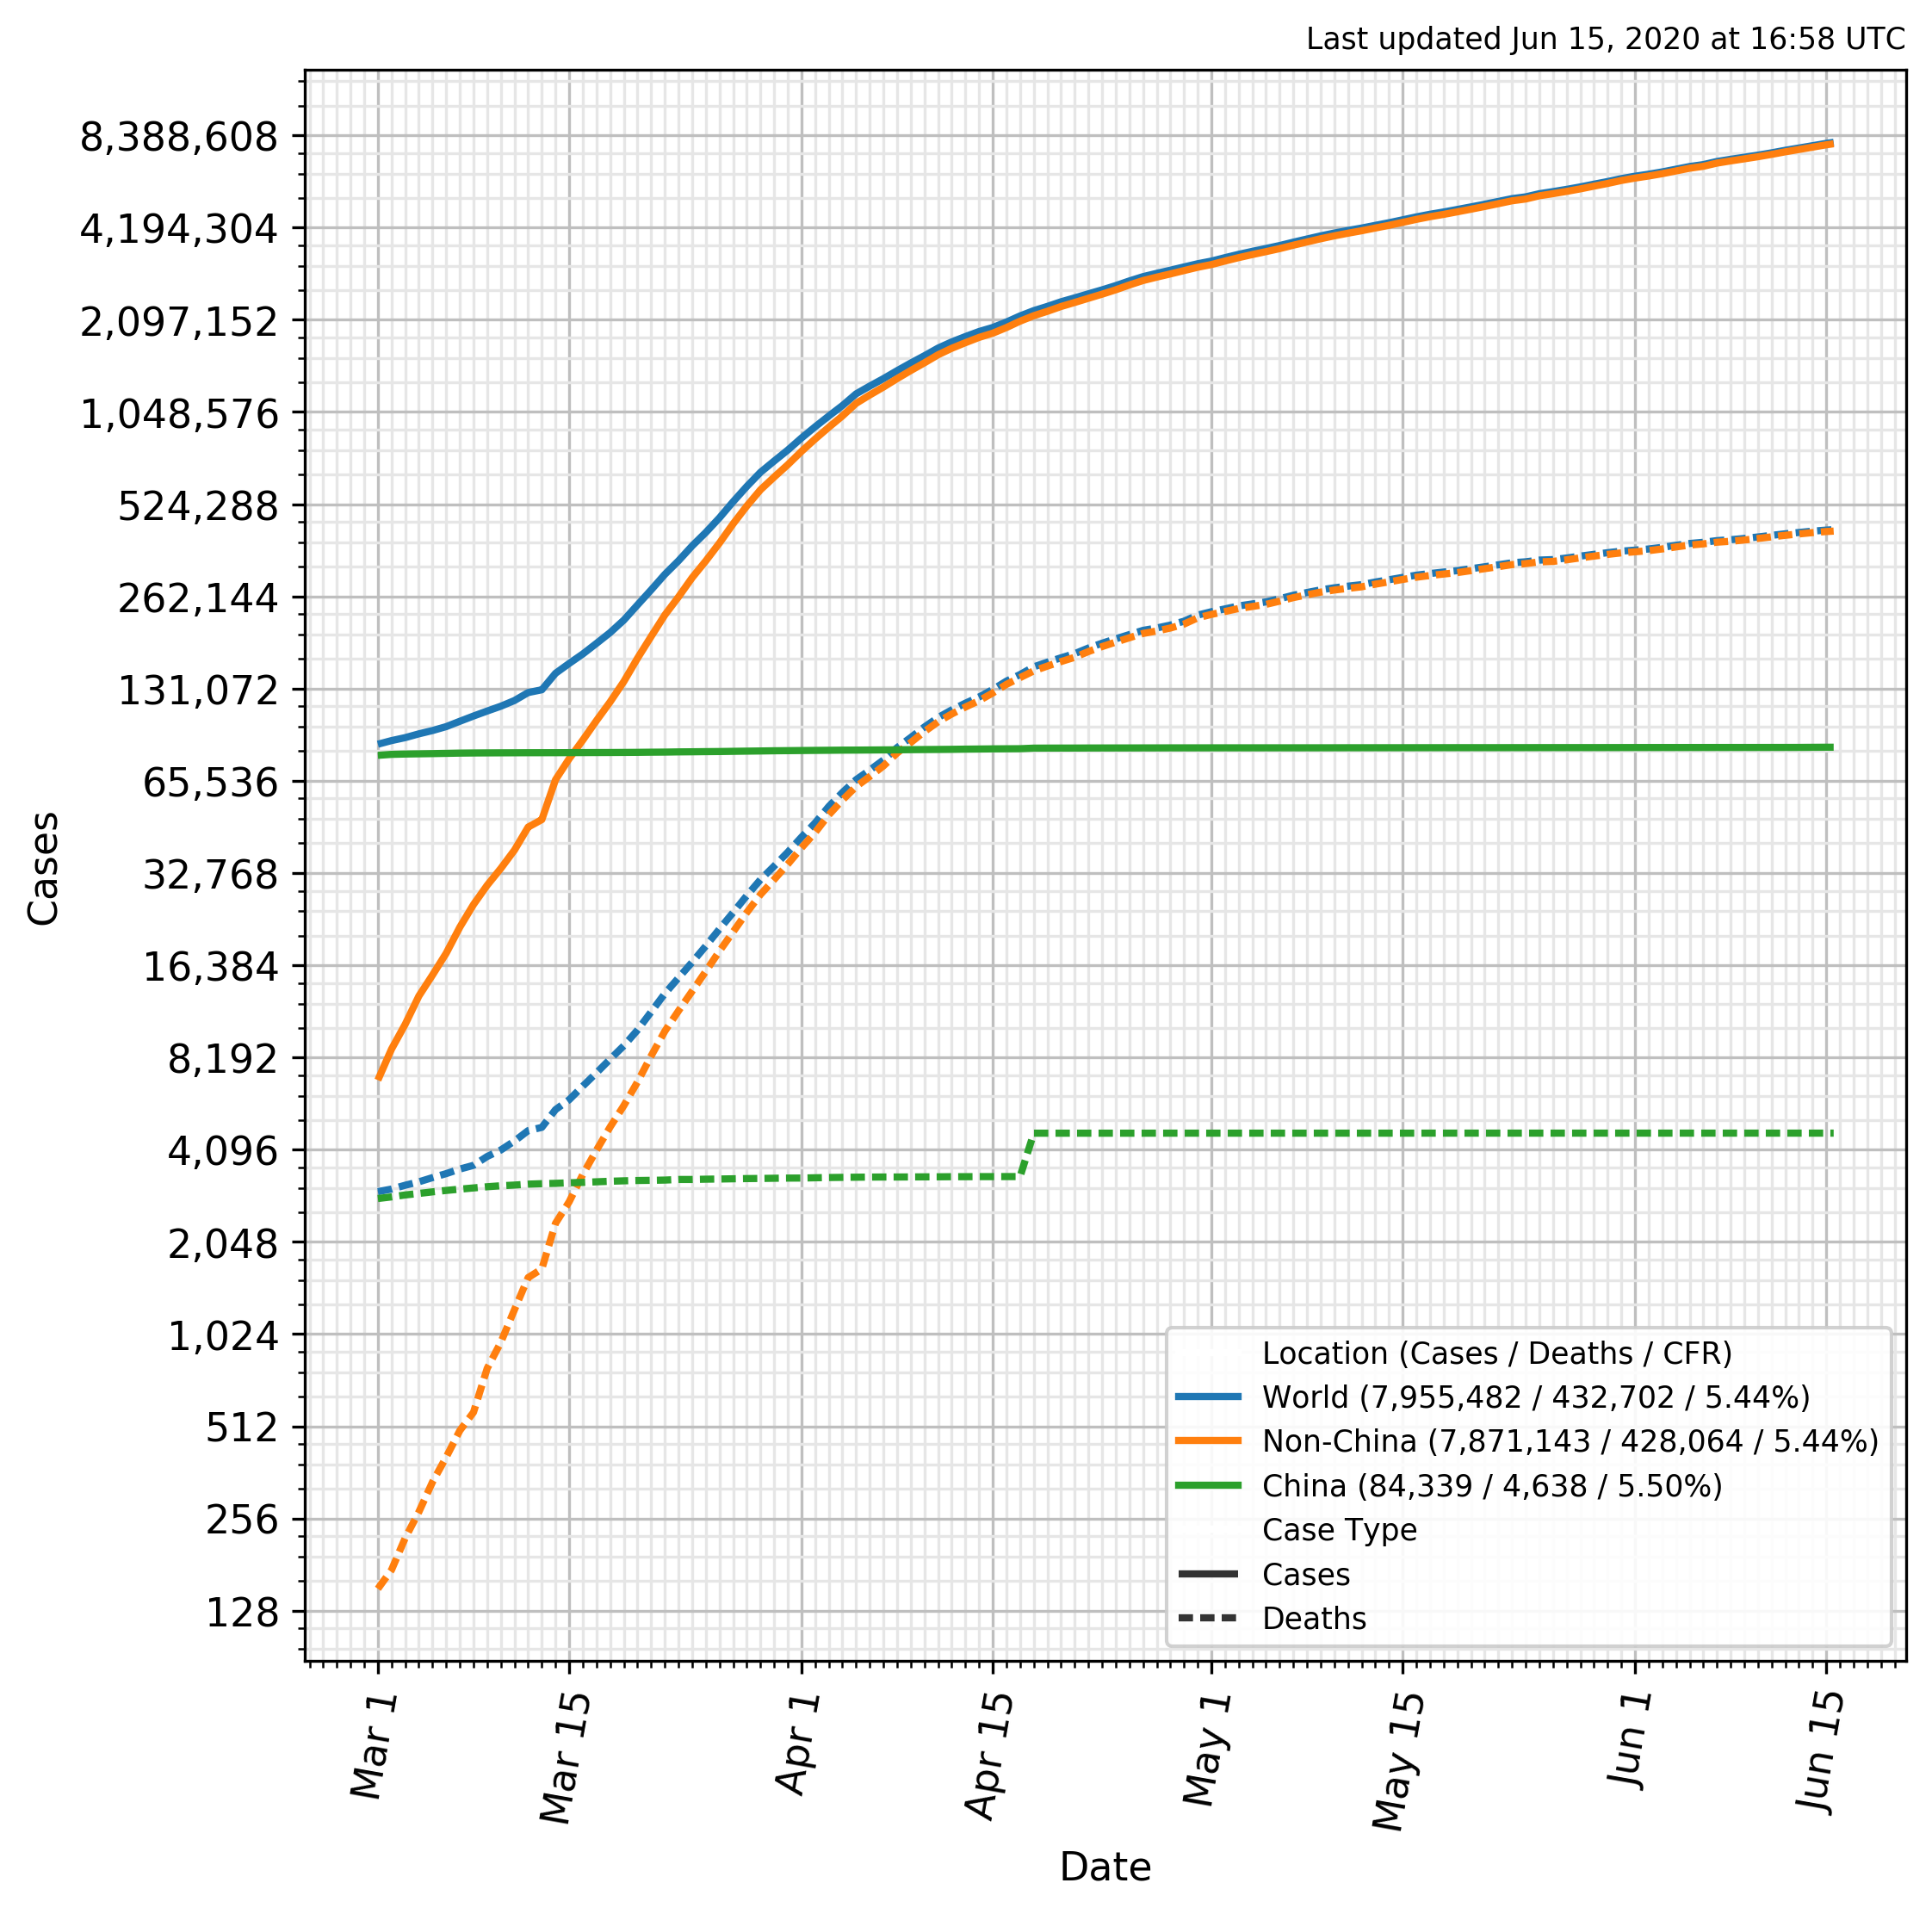 Last updated Jun 15, 2020 at 16:58 UTC
8,388,608
4,194,304
2,097,152
1,048,576
524,288
262,144
131,072
65,536
32,768
16,384
8,192
4,096
2,048
1,024
512
256
128
Cases
Location (Cases / Deaths / CFR)
World (7,955,482 / 432,702 / 5.44%)
Non-China (7,871,143 / 428,064 / 5.44%)
China (84,339 / 4,638 / 5.50%)
Case Type
Cases
Deaths
Mar 1
Mar 15
Apr 1
Apr 15
May 1
May 15
Jun 1
Jun 15
Date